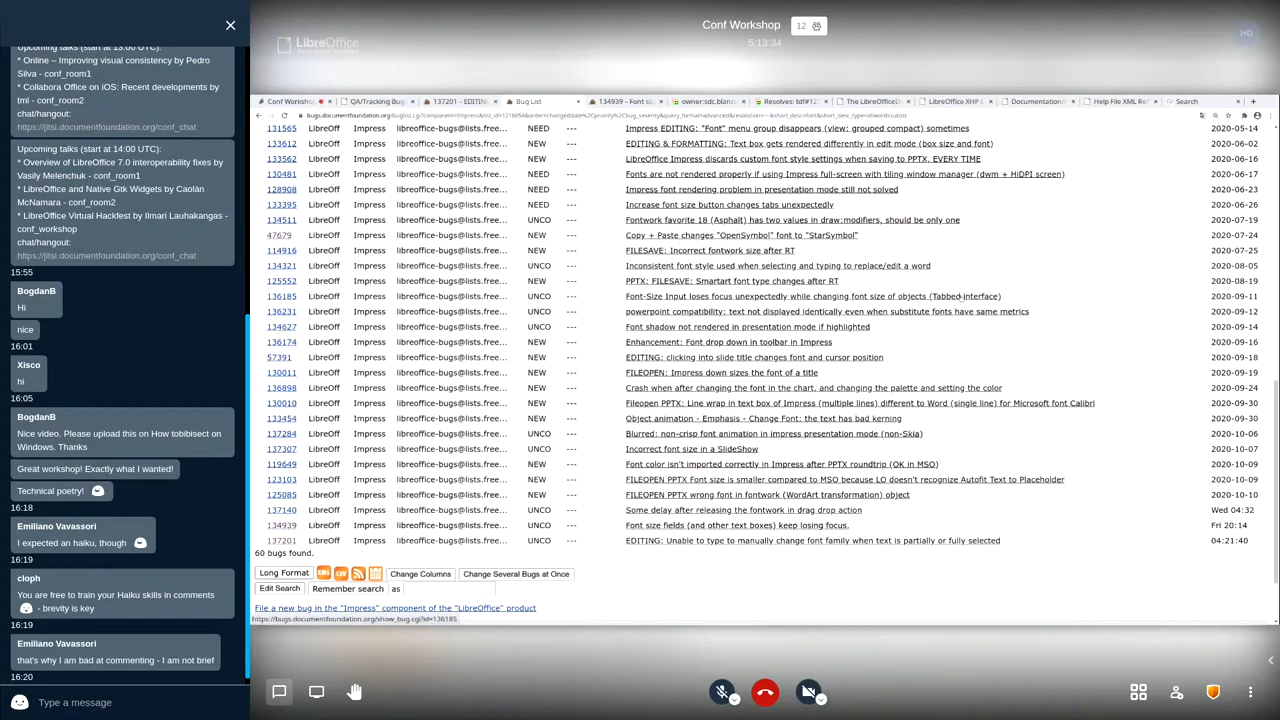 Upcoming talks (start at 13:00 UTC):
* Online – Improving visual consistency by Pedro
Silva - conf_room1
* Collabora Office on iOS: Recent developments by
tml - conf_room2
chat/hangout:
https://jitsi.documentfoundation.org/conf_chat
Upcoming talks (start at 14:00 UTC):
* Overview of LibreOffice 7.0 interoperability fixes by
Vasily Melenchuk - conf_room1
* LibreOffice and Native Gtk Widgets by Caolán
McNamara - conf_room2
* LibreOffice Virtual Hackfest by Ilmari Lauhakangas -
conf_workshop
chat/hangout:
https://jitsi.documentfoundation.org/conf_chat
15:55
BogdanB
Hi
nice
16:01
Xisco
hi
16:05
BogdanB
Nice video. Please upload this on How tobibisect on
Windows. Thanks
Great workshop! Exactly what I wanted!
Technical poetry!
16:18
Emiliano Vavassori
I expected an haiku, though
16:19
cloph
You are free to train your Haiku skills in comments
- brevity is key
16:19
Emiliano Vavassori
that's why I am bad at commenting - I am not brief
16:20
Type a message
LibreOffice
Conf Workshop 12
5:13:34
HD
Conf Worksho QA/Tracking Bug 137201 – EDITIN Bug List 134939 – Font si owner:sdc.blanc Resolves: tdf#12 The LibreOfficeD LibreOffice XHP Documentation/ Help File XML Re Search
131565 LibreOff Impress libreoffice-bugs@lists.free... NEED Impress EDITING: "Font" menu group disappears (view: grouped compact) sometimes 2020-05-14
133612 LibreOff Impress libreoffice-bugs@lists.free... NEW --- EDITING & FORMATTING: Text box gets rendered differently in edit mode (box size and font) 2020-06-02
133562 LibreOff Impress libreoffice-bugs@lists.free... NEW --- LibreOffice Impress discards custom font style settings when saving to PPTX, EVERY TIME 2020-06-16
130481 LibreOff Impress libreoffice-bugs@lists.free... NEED --- Fonts are not rendered properly if using Impress full-screen with tiling window manager (dwm + HiDPI screen) 2020-06-17
128908 LibreOff Impress libreoffice-bugs@lists.free... NEED --- Impress font rendering problem in presentation mode still not solved 2020-06-23
133395 LibreOff Impress libreoffice-bugs@lists.free... NEED --- Increase font size button changes tabs unexpectedly 2020-06-26
134511 LibreOff Impress libreoffice-bugs@lists.free... UNCO --- Fontwork favorite 18 (Asphalt) has two values in draw:modifiers, should be only one 2020-07-19
47679 LibreOff Impress libreoffice-bugs@lists.free... NEW --- Copy + Paste changes "OpenSymbol" font to "StarSymbol" 2020-07-24
114916 LibreOff Impress libreoffice-bugs@lists.free... NEW --- FILESAVE: Incorrect fontwork size after RT 2020-07-25
134321 LibreOff Impress libreoffice-bugs@lists.free... UNCO --- Inconsistent font style used when selecting and typing to replace/edit a word 2020-08-05
125552 LibreOff Impress libreoffice-bugs@lists.free... NEW --- PPTX: FILESAVE: Smartart font type changes after RT 2020-08-19
136185 LibreOff Impress libreoffice-bugs@lists.free... UNCO --- Font-Size Input loses focus unexpectedly while changing font size of objects (Tabbed interface) 2020-09-11
136231 LibreOff Impress libreoffice-bugs@lists.free... UNCO --- powerpoint compatibility: text not displayed identically even when substitute fonts have same metrics 2020-09-12
134627 LibreOff Impress libreoffice-bugs@lists.free... UNCO --- Font shadow not rendered in presentation mode if highlighted 2020-09-14
136174 LibreOff Impress libreoffice-bugs@lists.free... NEW --- Enhancement: Font drop down in toolbar in Impress 2020-09-16
57391 LibreOff Impress libreoffice-bugs@lists.free... NEW --- EDITING: clicking into slide title changes font and cursor position 2020-09-18
130011 LibreOff Impress libreoffice-bugs@lists.free... NEW --- FILEOPEN: Impress down sizes the font of a title 2020-09-19
136898 LibreOff Impress libreoffice-bugs@lists.free... NEW --- Crash when after changing the font in the chart, and changing the palette and setting the color 2020-09-24
130010 LibreOff Impress libreoffice-bugs@lists.free... NEW --- Fileopen PPTX: Line wrap in text box of Impress (multiple lines) different to Word (single line) for Microsoft font Calibri 2020-09-30
133454 LibreOff Impress libreoffice-bugs@lists.free... NEW --- Object animation - Emphasis - Change Font: the text has bad kerning 2020-09-30
137284 LibreOff Impress libreoffice-bugs@lists.free... UNCO --- Blurred: non-crisp font animation in impress presentation mode (non-Skia) 2020-10-06
137307 LibreOff Impress libreoffice-bugs@lists.free... UNCO --- Incorrect font size in a SlideShow 2020-10-07
119649 LibreOff Impress libreoffice-bugs@lists.free... NEW --- Font color isn't imported correctly in Impress after PPTX roundtrip (OK in MSO) 2020-10-09
123103 LibreOff Impress libreoffice-bugs@lists.free... NEW --- FILEOPEN PPTX Font size is smaller compared to MSO because LO doesn't recognize Autofit Text to Placeholder 2020-10-09
125085 LibreOff Impress libreoffice-bugs@lists.free... NEW --- FILEOPEN PPTX wrong font in fontwork (WordArt transformation) object 2020-10-10
137140 LibreOff Impress libreoffice-bugs@lists.free... UNCO --- Some delay after releasing the fontwork in drag drop action Wed 04:32
134939 LibreOff Impress libreoffice-bugs@lists.free... UNCO --- Font size fields (and other text boxes) keep losing focus. Fri 20:14
137201 LibreOff Impress libreoffice-bugs@lists.free... UNCO --- EDITING: Unable to type to manually change font family when text is partially or fully selected 04:21:40
60 bugs found.
Long Format XML CSV Change Columns Change Several Bugs at Once
Edit Search Remember search as
File a new bug in the "Impress" component of the "LibreOffice" product
https://bugs.documentfoundation.org/show_bug.cgi?id=136185